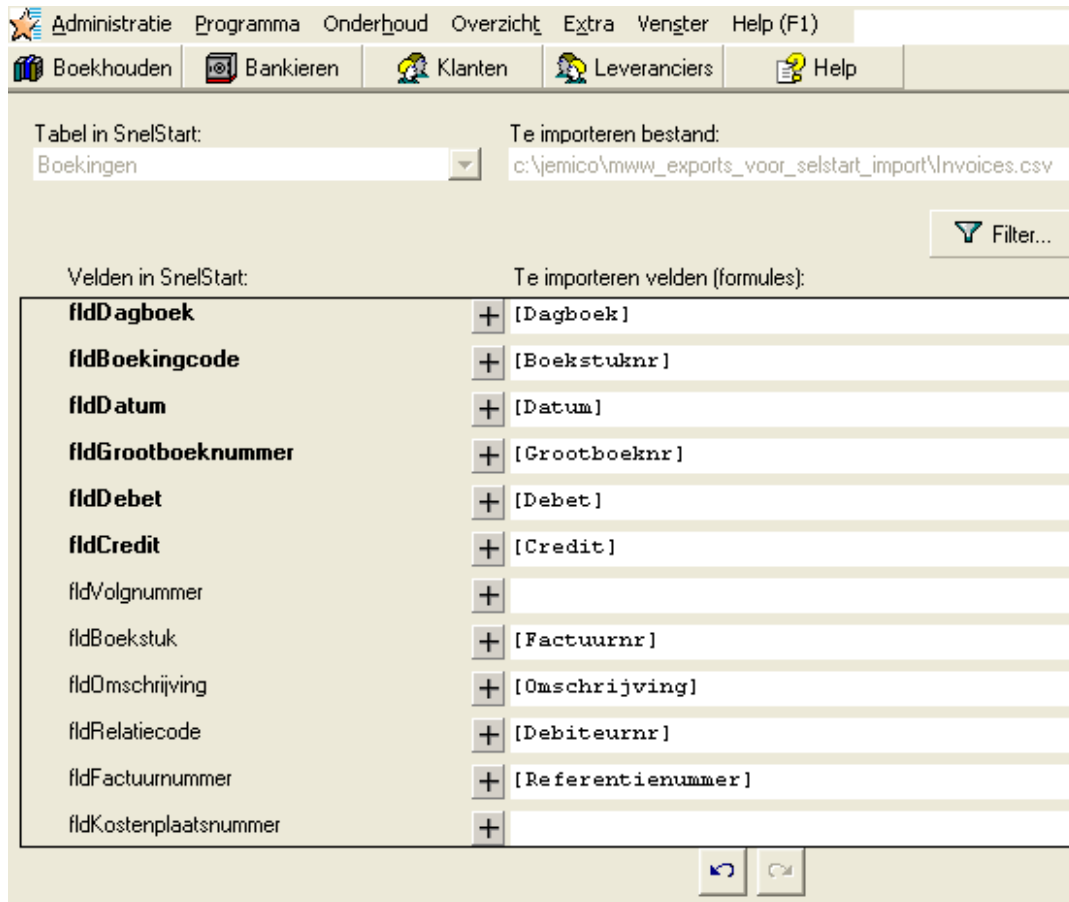 Administratie Programma Onderhoud Overzicht Extra Venster Help (F1)
Boekhouden Bankieren Klanten Leveranciers Help
Tabel in SnelStart: Te importeren bestand:
Boekingen c:\jemico\mww_exports_voor_selstart_import\Invoices.csv
Filter...
Velden in SnelStart: Te importeren velden (formules):
fldDagboek + [Dagboek]
fldBoekingcode + [Boekstuknr]
fldDatum + [Datum]
fldGrootboeknummer + [Grootboeknr]
fldDebet + [Debet]
fldCredit + [Credit]
fldVolgnummer +
fldBoekstuk + [Factuurnr]
fldOmschrijving + [Omschrijving]
fldRelatiecode + [Debiteurnr]
fldFactuurnummer + [Referentienummer]
fldKostenplaatsnummer +